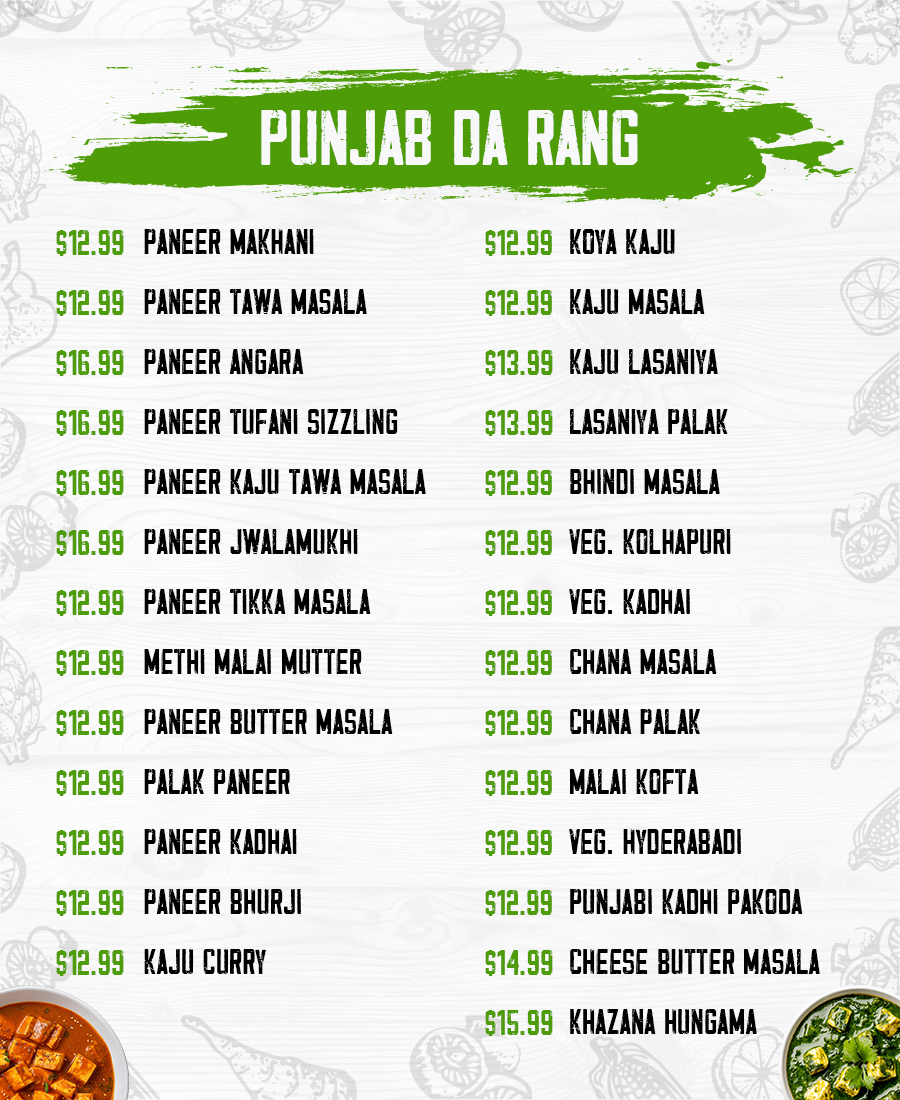 PUNJAB DA RANG
$12.99 PANEER MAKHANI
$12.99 PANEER TAWA MASALA
$16.99 PANEER ANGARA
$16.99 PANEER TUFANI SIZZLING
$16.99 PANEER KAJU TAWA MASALA
$16.99 PANEER JWALAMUKHI
$12.99 PANEER TIKKA MASALA
$12.99 METHI MALAI MUTTER
$12.99 PANEER BUTTER MASALA
$12.99 PALAK PANEER
$12.99 PANEER KADHAI
$12.99 PANEER BHURJI
$12.99 KAJU CURRY
$12.99 KOYA KAJU
$12.99 KAJU MASALA
$13.99 KAJU LASANIYA
$13.99 LASANIYA PALAK
$12.99 BHINDI MASALA
$12.99 VEG. KOLHAPURI
$12.99 VEG. KADHAI
$12.99 CHANA MASALA
$12.99 CHANA PALAK
$12.99 MALAI KOFTA
$12.99 VEG. HYDERABADI
$12.99 PUNJABI KADHI PAKODA
$14.99 CHEESE BUTTER MASALA
$15.99 KHAZANA HUNGAMA